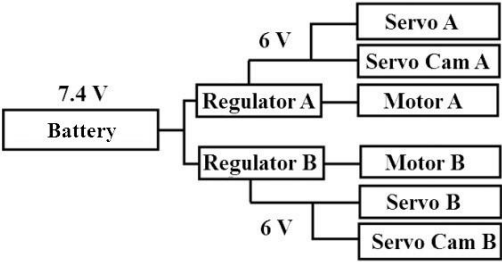 Servo A
6 V
Servo Cam A
7.4 V
Regulator A
Motor A
Battery
Regulator B
Motor B
Servo B
6 V
Servo Cam B